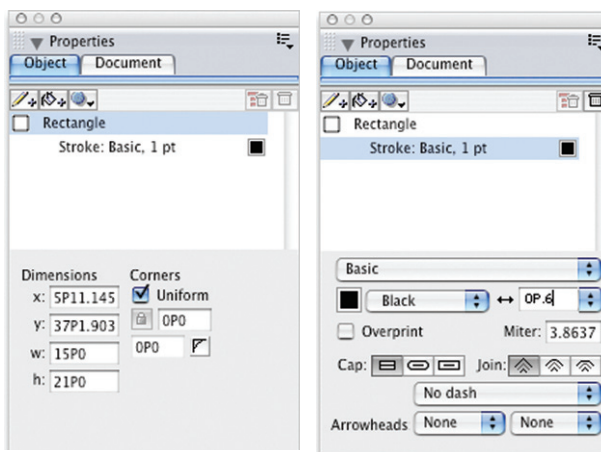 Properties
Object Document
Rectangle
Stroke: Basic, 1 pt
Dimensions Corners
x: 5P11.145 Uniform
y: 37P1.903 0P0
w: 15P0 0P0
h: 21P0
Properties
Object Document
Rectangle
Stroke: Basic, 1 pt
Basic
Black 0P.6
Overprint Miter: 3.8637
Cap: Join:
No dash
Arrowheads None None